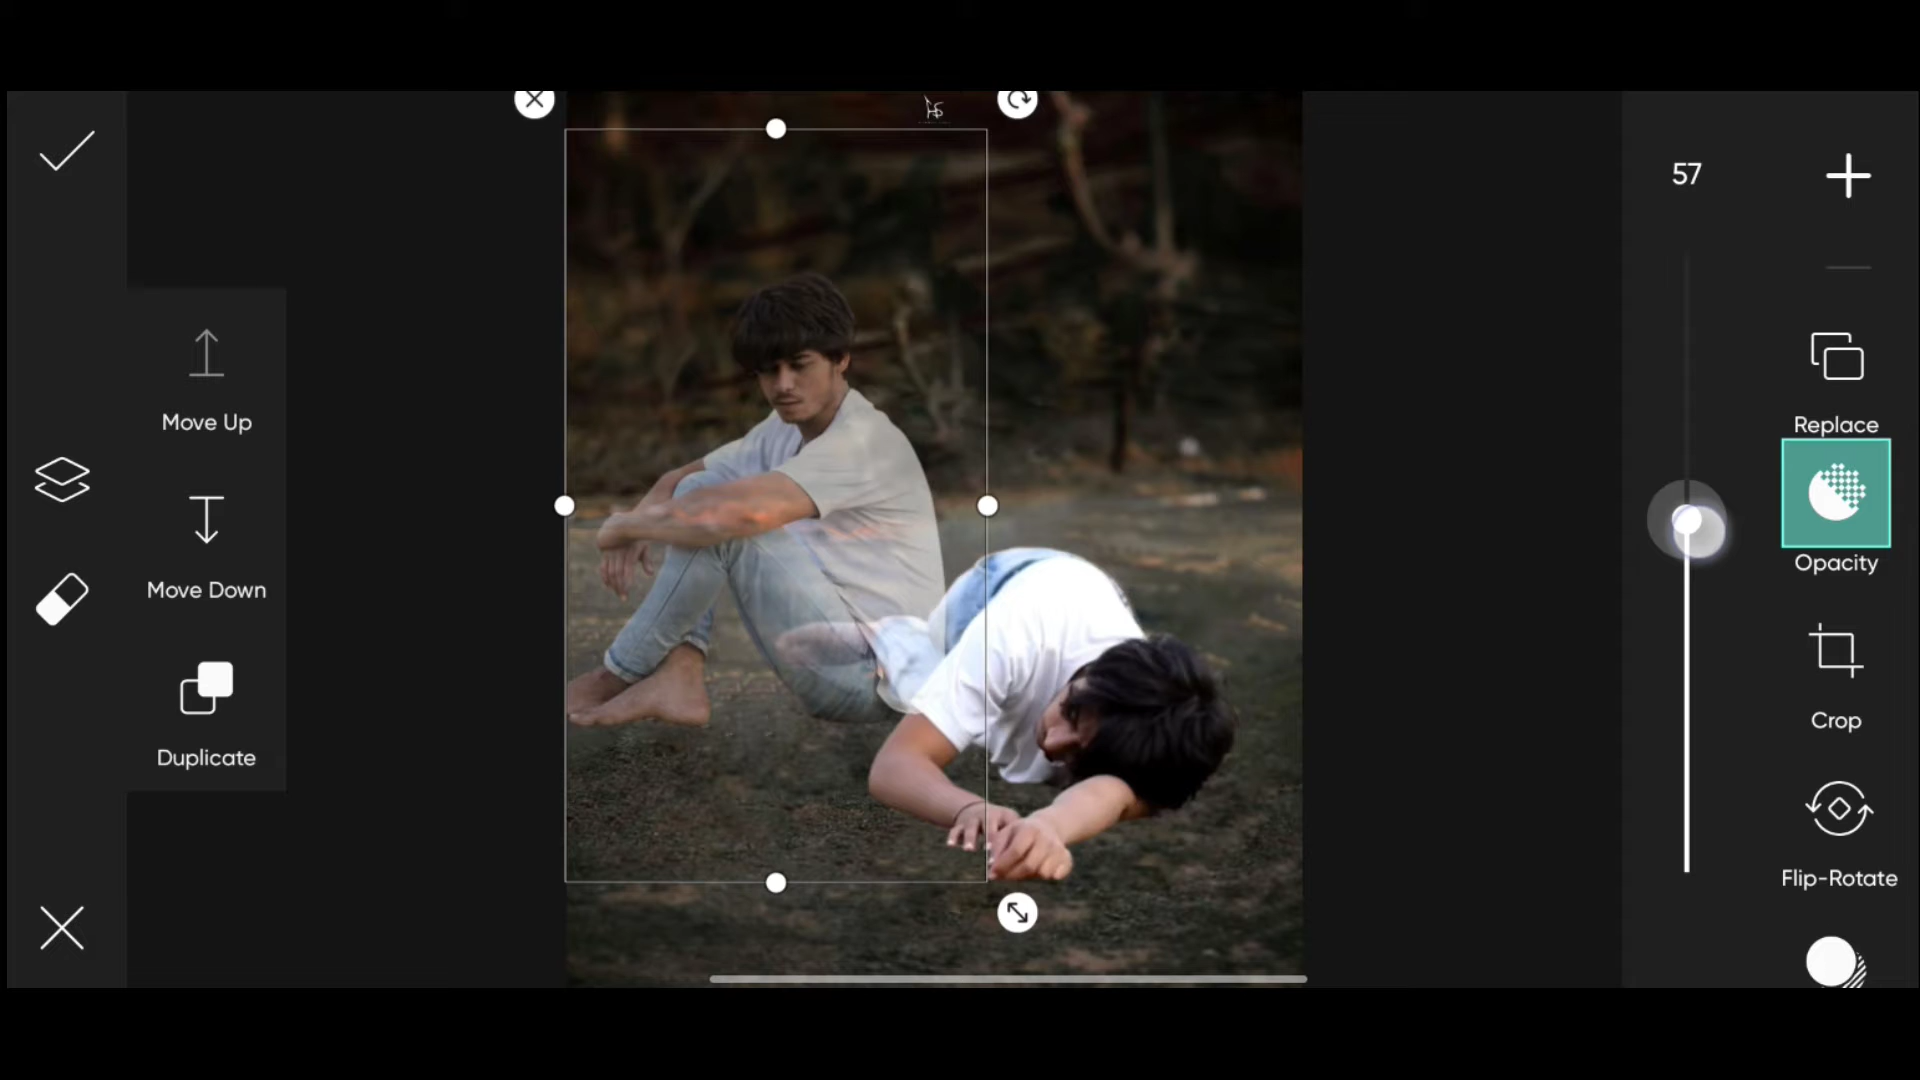 57
Move Up
Replace
Move Down
Opacity
Crop
Duplicate
Flip-Rotate